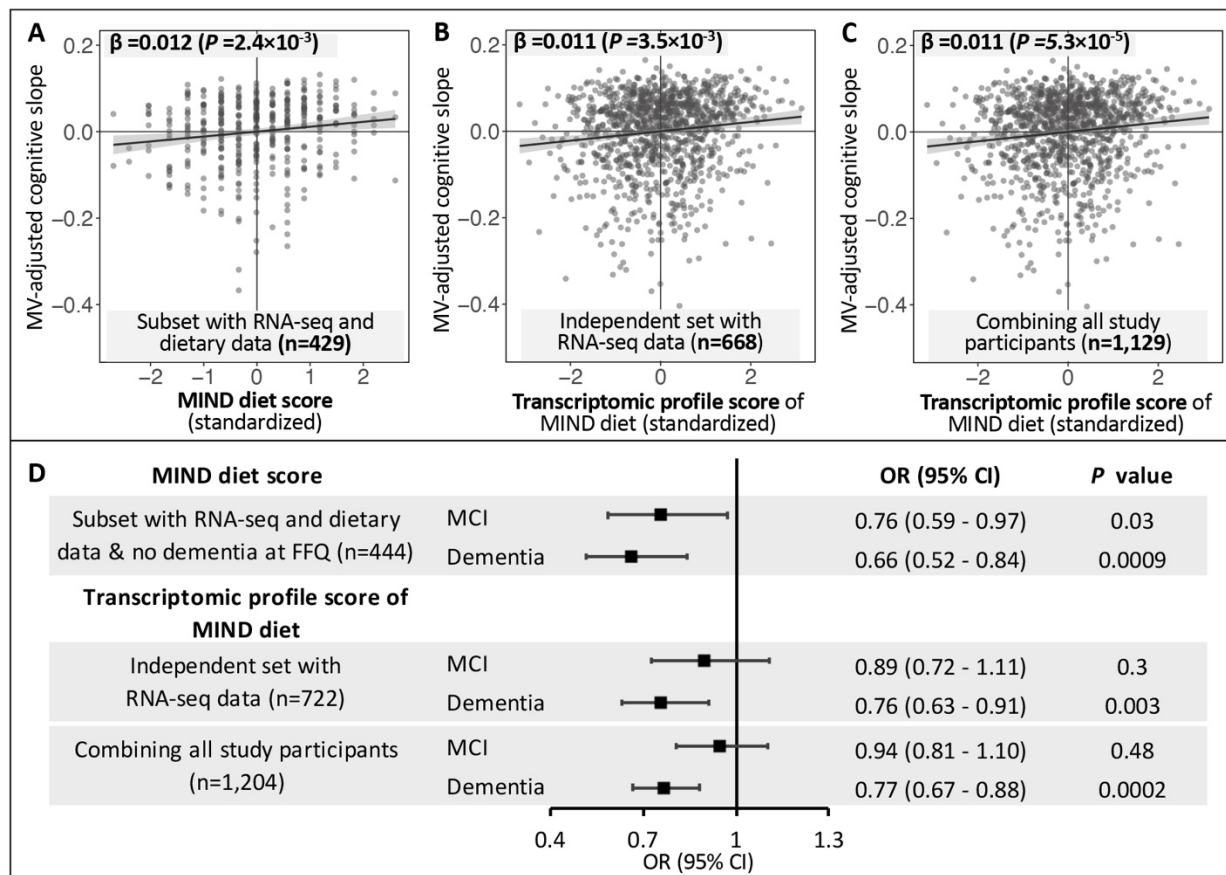 A
β =0.012 (P =2.4×10⁻³)
0.2
0.0
−0.2
−0.4
MV-adjusted cognitive slope
Subset with RNA-seq and
dietary data (n=429)
−2 −1 0 1 2
MIND diet score
(standardized)
B
β =0.011 (P =3.5×10⁻³)
0.2
0.0
−0.2
−0.4
MV-adjusted cognitive slope
Independent set with
RNA-seq data (n=668)
−2 0 2
Transcriptomic profile score of
MIND diet (standardized)
C
β =0.011 (P=5.3×10⁻⁵)
0.2
0.0
−0.2
−0.4
MV-adjusted cognitive slope
Combining all study
participants (n=1,129)
−2 0 2
Transcriptomic profile score of
MIND diet (standardized)
D MIND diet score OR (95% CI) P value
Subset with RNA-seq and dietary
data & no dementia at FFQ (n=444)
MCI 0.76 (0.59 - 0.97) 0.03
Dementia 0.66 (0.52 - 0.84) 0.0009
Transcriptomic profile score of
MIND diet
Independent set with
RNA-seq data (n=722)
MCI 0.89 (0.72 - 1.11) 0.3
Dementia 0.76 (0.63 - 0.91) 0.003
Combining all study participants
(n=1,204)
MCI 0.94 (0.81 - 1.10) 0.48
Dementia 0.77 (0.67 - 0.88) 0.0002
0.4 0.7 1 1.3
OR (95% CI)